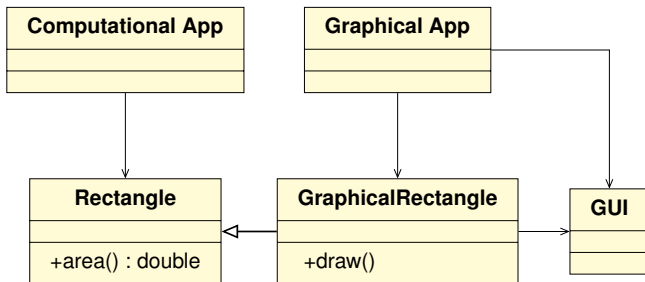 Computational App
Graphical App
Rectangle
GraphicalRectangle
GUI
+area() : double
+draw()